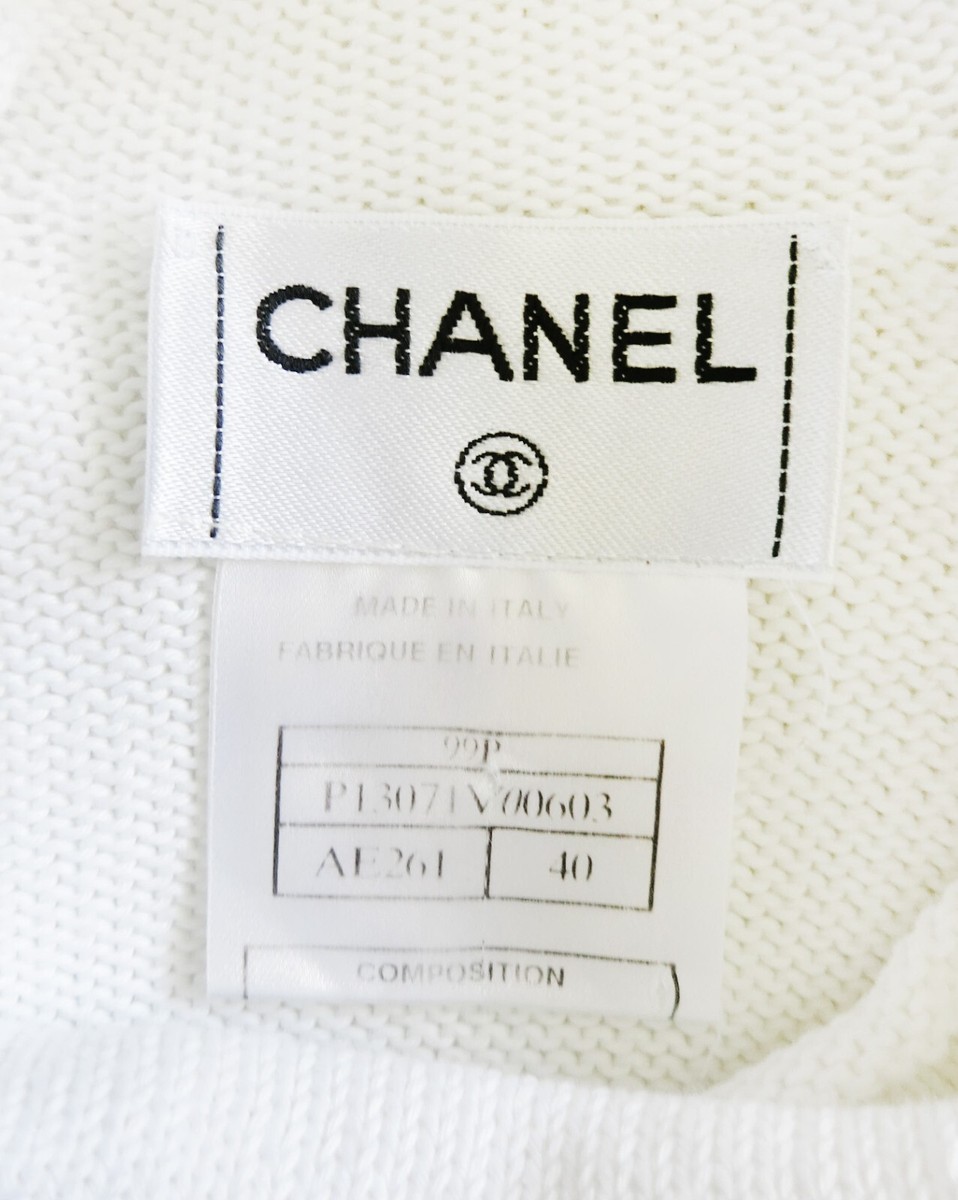 CHANEL
MADE IN ITALY
FABRIQUE EN ITALIE
99P
P13071V00603
AE261 40
COMPOSITION